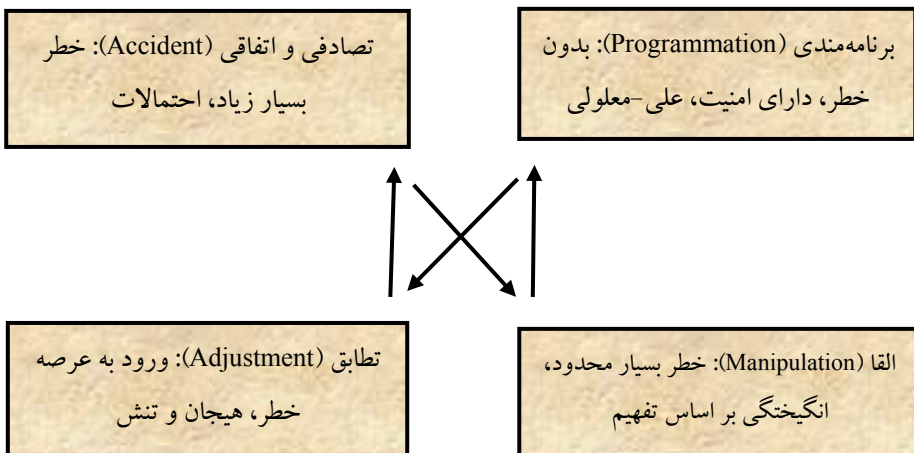 برنامه‌مندی (Programmation): بدون
خطر، دارای امنیت، علی-معلولی
تصادفی و اتفاقی (Accident): خطر
بسیار زیاد، احتمالات
القا (Manipulation): خطر بسیار محدود،
انگیختگی بر اساس تفهیم
تطابق (Adjustment): ورود به عرصه
خطر، هیجان و تنش